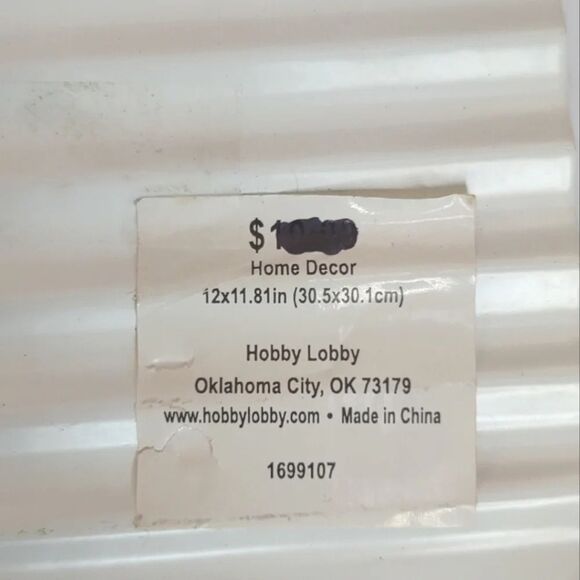 $1
Home Decor
12x11.81in (30.5x30.1cm)
Hobby Lobby
Oklahoma City, OK 73179
www.hobbylobby.com • Made in China
1699107